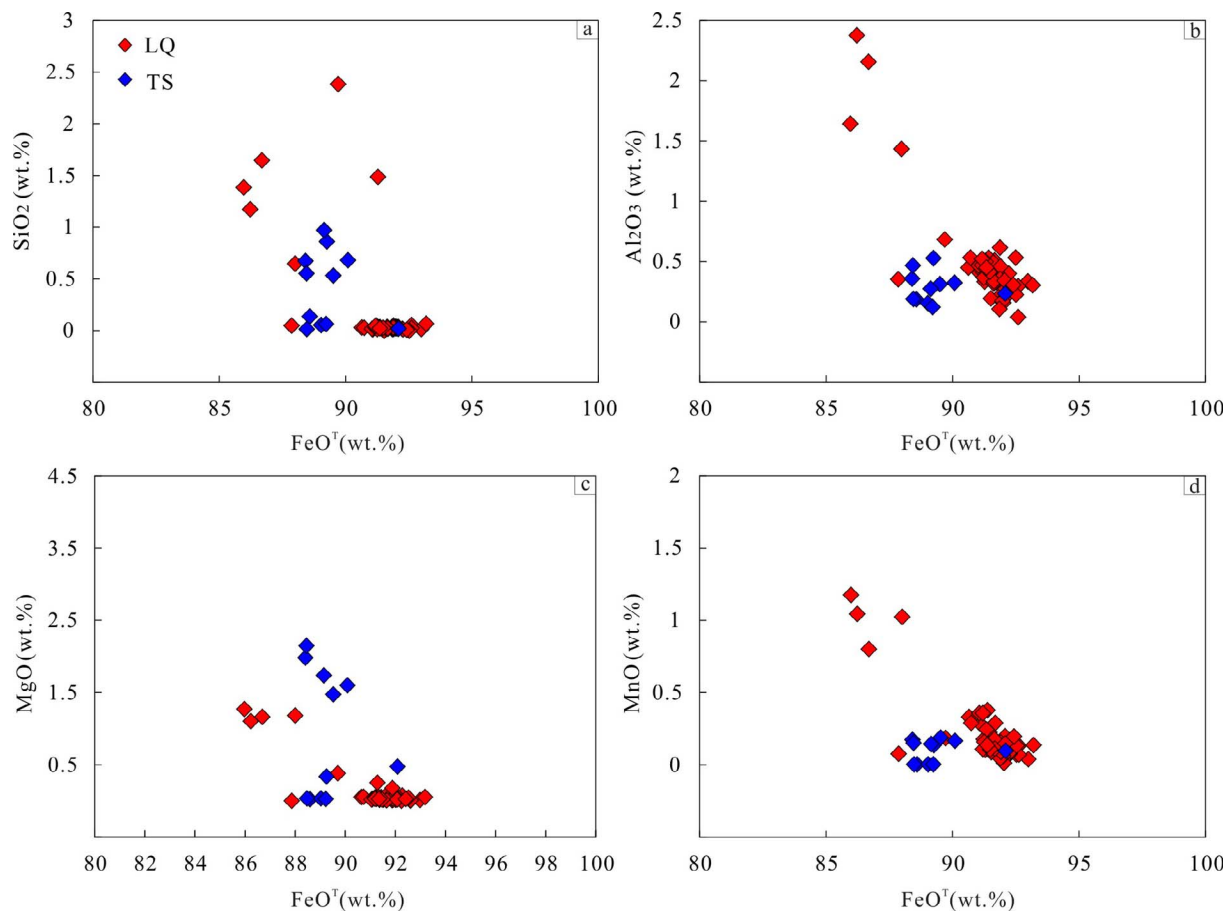 a
3
2.5
2
1.5
1
0.5
0
SiO₂ (wt.%)
LQ
TS
80 85 90 95 100
FeOᵀ(wt.%)
b
2.5
2
1.5
1
0.5
0
Al₂O₃ (wt.%)
80 85 90 95 100
FeOᵀ(wt.%)
c
4.5
3.5
2.5
1.5
0.5
MgO (wt.%)
80 82 84 86 88 90 92 94 96 98 100
FeOᵀ(wt.%)
d
2
1.5
1
0.5
0
MnO (wt.%)
80 85 90 95 100
FeOᵀ(wt.%)